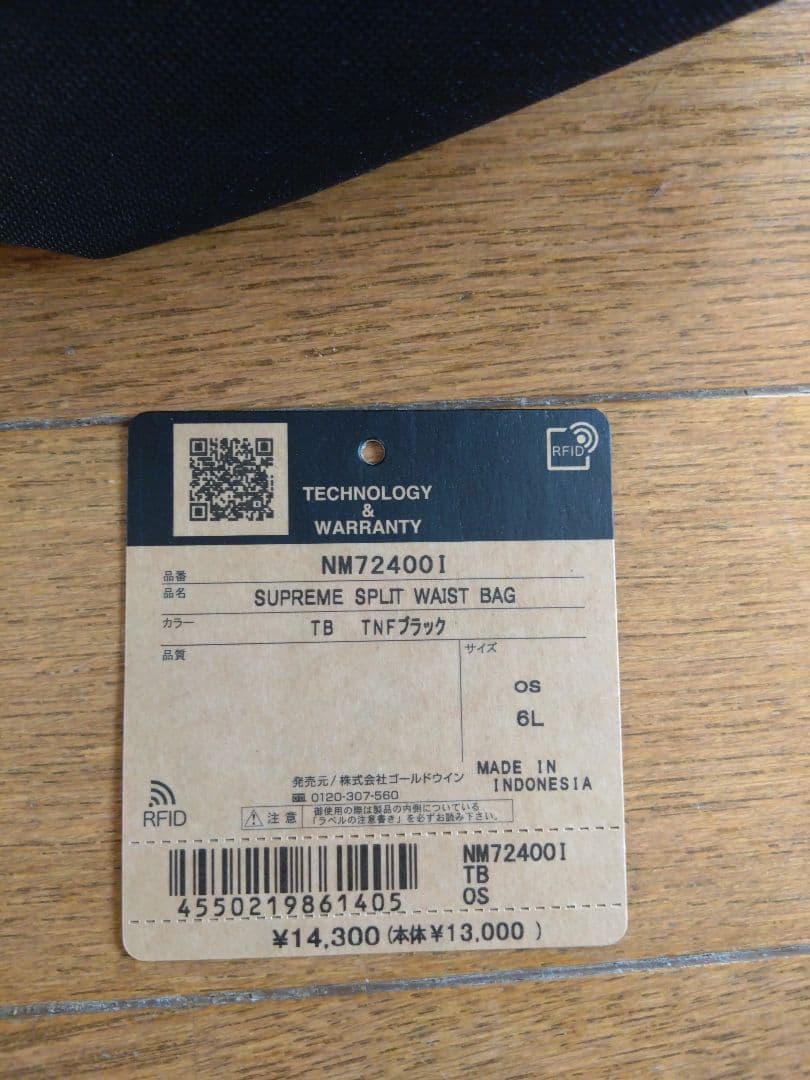 RFID
TECHNOLOGY
&
WARRANTY
品番 NM72400I
品名 SUPREME SPLIT WAIST BAG
カラー TB TNFブラック
品質
サイズ
OS
6L
MADE IN
INDONESIA
発売元/株式会社ゴールドウイン
0120-307-560
RFID
注意
御使用の際は製品の内側についている
「ラベルの注意書き」を必ずお読み下さい。
4550219861405
NM72400I
TB
OS
¥14,300(本体¥13,000 )